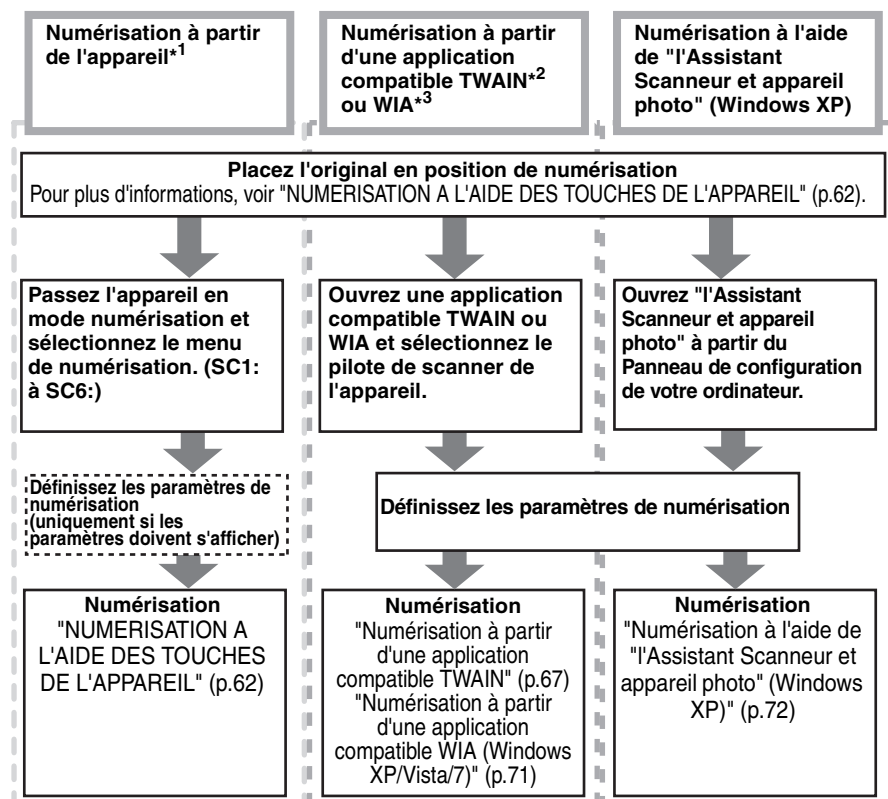 Numérisation à partir
de l'appareil*1
Numérisation à partir
d'une application
compatible TWAIN*2
ou WIA*3
Numérisation à l'aide
de "l'Assistant
Scanneur et appareil
photo" (Windows XP)
Placez l'original en position de numérisation
Pour plus d'informations, voir "NUMERISATION A L'AIDE DES TOUCHES DE L'APPAREIL" (p.62).
Passez l'appareil en
mode numérisation et
sélectionnez le menu
de numérisation. (SC1:
à SC6:)
Ouvrez une application
compatible TWAIN ou
WIA et sélectionnez le
pilote de scanner de
l'appareil.
Ouvrez "l'Assistant
Scanneur et appareil
photo" à partir du
Panneau de configuration
de votre ordinateur.
Définissez les paramètres de
numérisation
(uniquement si les
paramètres doivent s'afficher)
Définissez les paramètres de numérisation
Numérisation
"NUMERISATION A
L'AIDE DES TOUCHES
DE L'APPAREIL" (p.62)
Numérisation
"Numérisation à partir
d'une application
compatible TWAIN" (p.67)
"Numérisation à partir
d'une application
compatible WIA (Windows
XP/Vista/7)" (p.71)
Numérisation
"Numérisation à l'aide de
"l'Assistant Scanneur et
appareil photo" (Windows
XP)" (p.72)